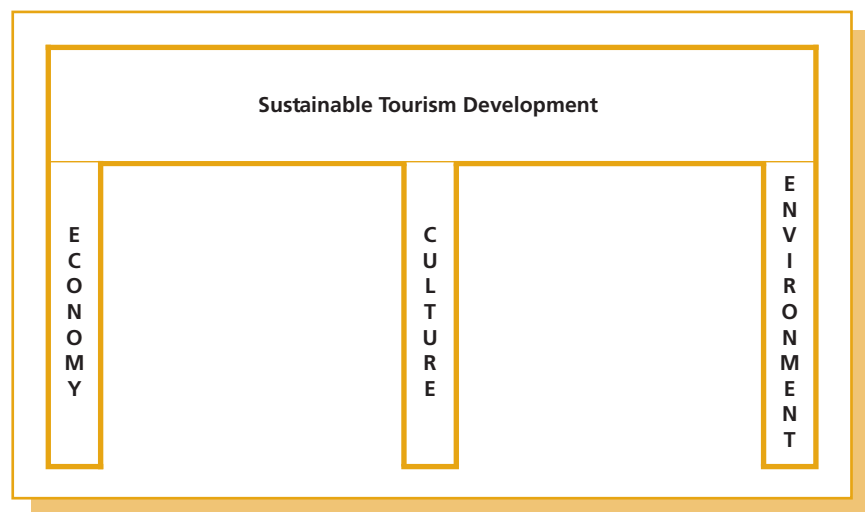 Sustainable Tourism Development
ECONOMY
CULTURE
ENVIRONMENT